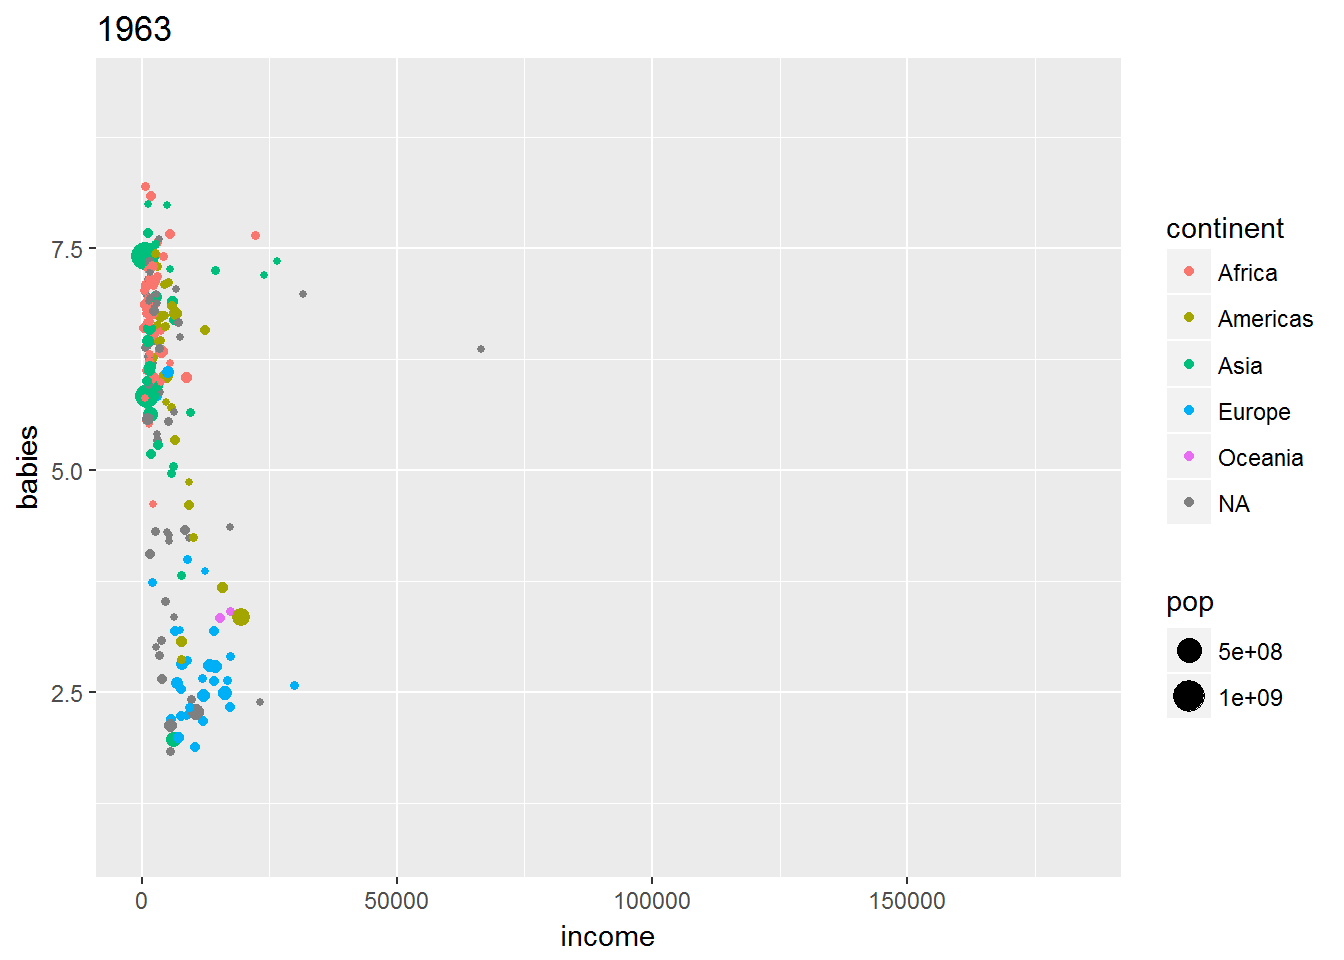 1963
babies
7.5
5.0
2.5
0
50000
100000
150000
income
continent
Africa
Americas
Asia
Europe
Oceania
NA
pop
5e+08
1e+09